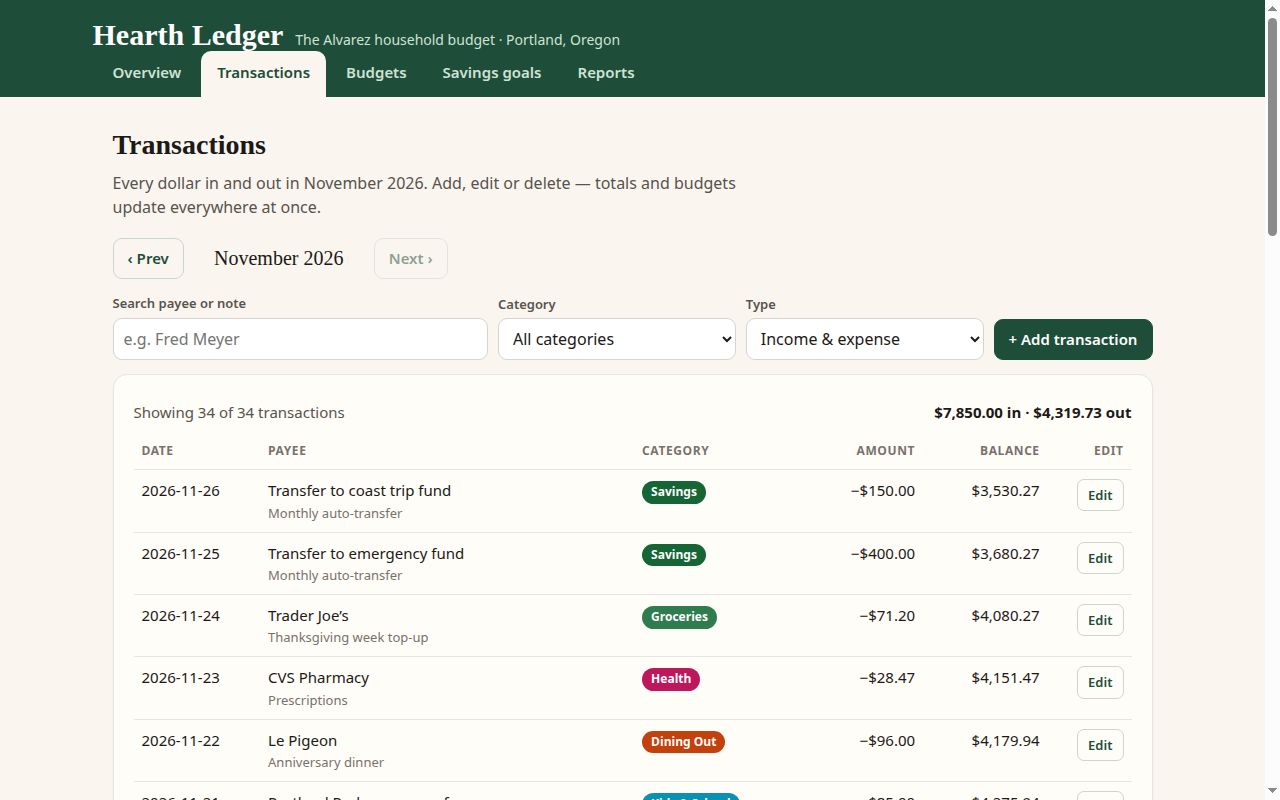 Hearth Ledger The Alvarez household budget · Portland, Oregon
Overview Transactions Budgets Savings goals Reports
Transactions
Every dollar in and out in November 2026. Add, edit or delete — totals and budgets
update everywhere at once.
‹ Prev November 2026 Next ›
Search payee or note Category Type
e.g. Fred Meyer All categories Income & expense + Add transaction
Showing 34 of 34 transactions $7,850.00 in · $4,319.73 out
DATE PAYEE CATEGORY AMOUNT BALANCE EDIT
2026-11-26 Transfer to coast trip fund Savings −$150.00 $3,530.27 Edit
Monthly auto-transfer
2026-11-25 Transfer to emergency fund Savings −$400.00 $3,680.27 Edit
Monthly auto-transfer
2026-11-24 Trader Joe’s Groceries −$71.20 $4,080.27 Edit
Thanksgiving week top-up
2026-11-23 CVS Pharmacy Health −$28.47 $4,151.47 Edit
Prescriptions
2026-11-22 Le Pigeon Dining Out −$96.00 $4,179.94 Edit
Anniversary dinner